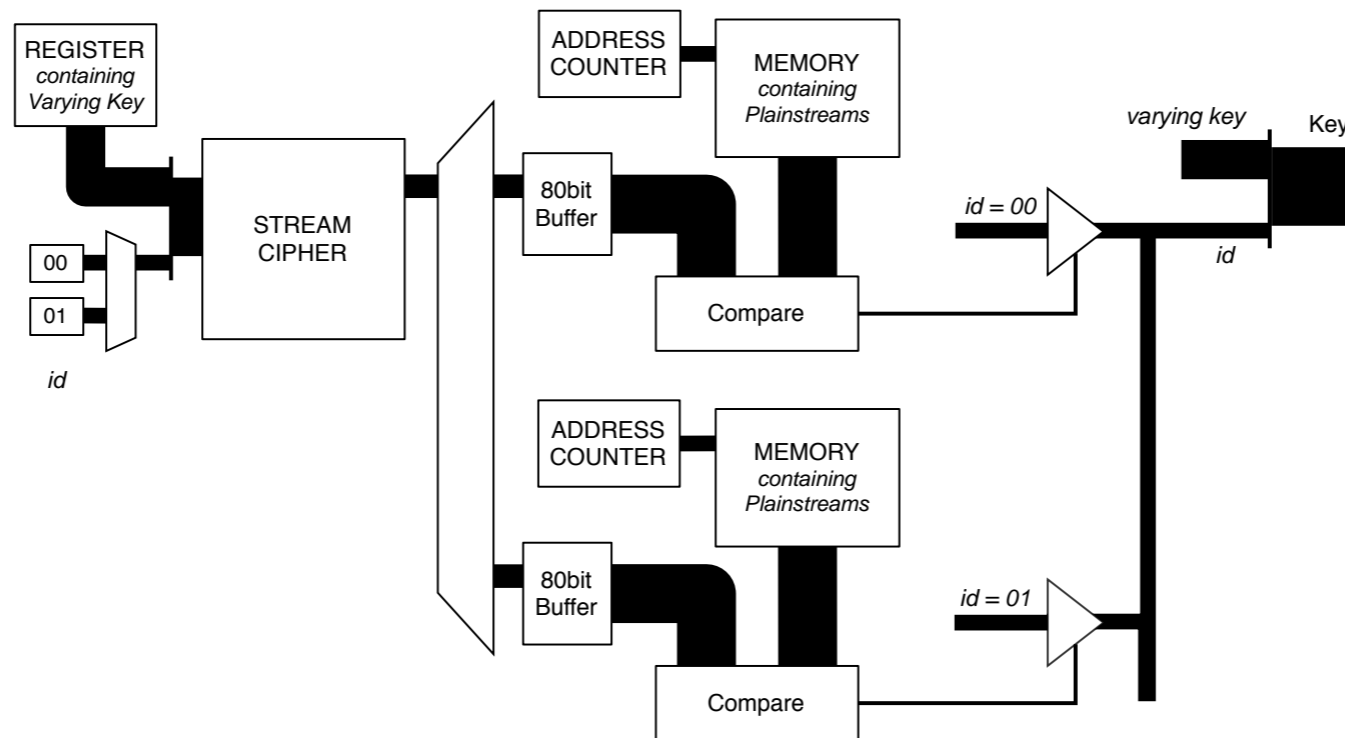 REGISTER
containing
Varying Key
00
01
id
STREAM
CIPHER
ADDRESS
COUNTER
MEMORY
containing
Plainstreams
80bit
Buffer
Compare
id = 00
varying key
Key
id
ADDRESS
COUNTER
MEMORY
containing
Plainstreams
80bit
Buffer
Compare
id = 01